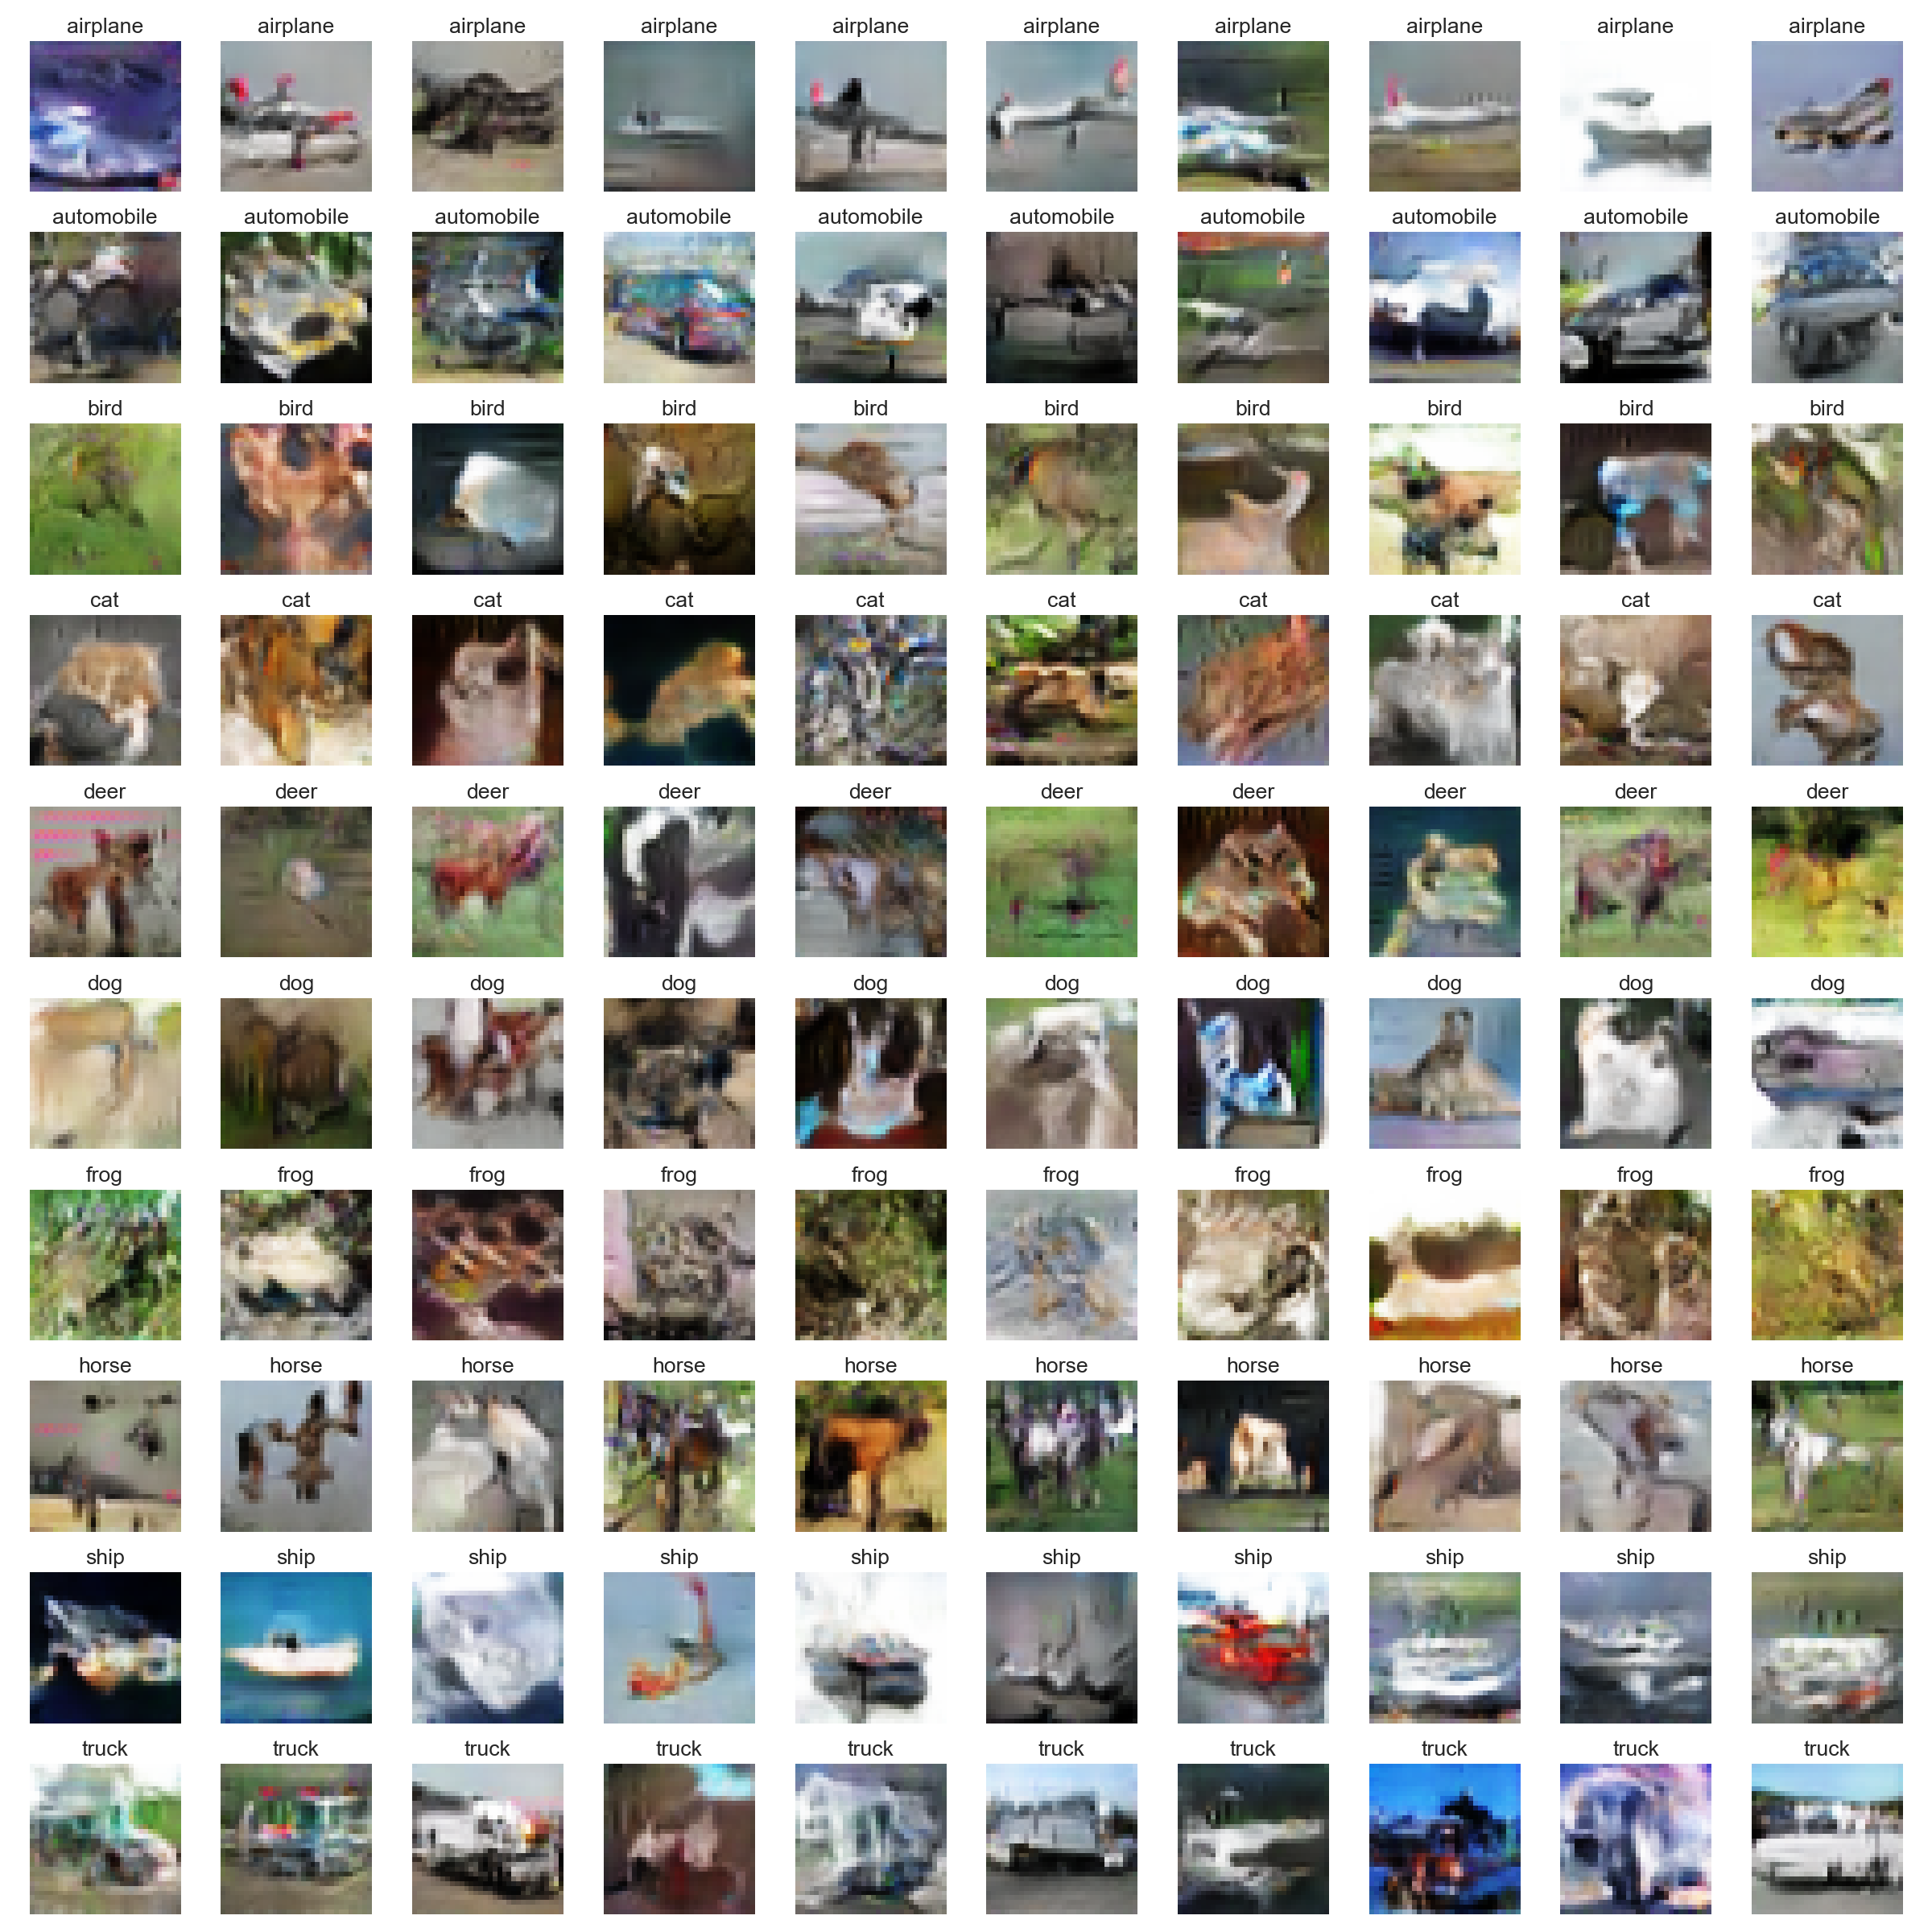 airplane airplane airplane airplane airplane airplane airplane airplane airplane airplane
automobile automobile automobile automobile automobile automobile automobile automobile automobile automobile
bird bird bird bird bird bird bird bird bird bird
cat cat cat cat cat cat cat cat cat cat
deer deer deer deer deer deer deer deer deer deer
dog dog dog dog dog dog dog dog dog dog
frog frog frog frog frog frog frog frog frog frog
horse horse horse horse horse horse horse horse horse horse
ship ship ship ship ship ship ship ship ship ship
truck truck truck truck truck truck truck truck truck truck